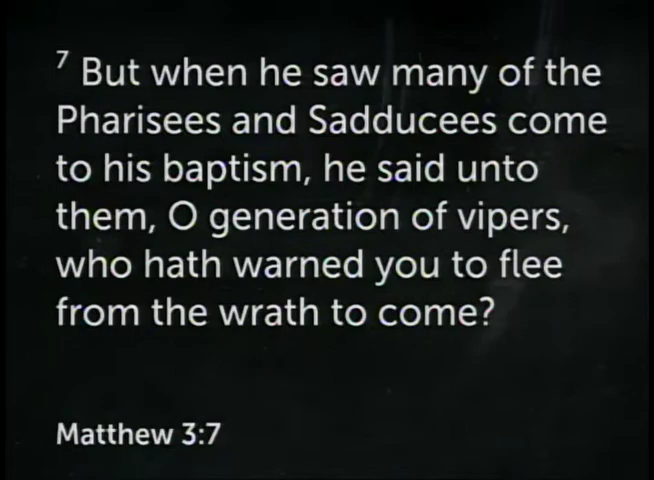 7 But when he saw many of the
Pharisees and Sadducees come
to his baptism, he said unto
them, O generation of vipers,
who hath warned you to flee
from the wrath to come?
Matthew 3:7